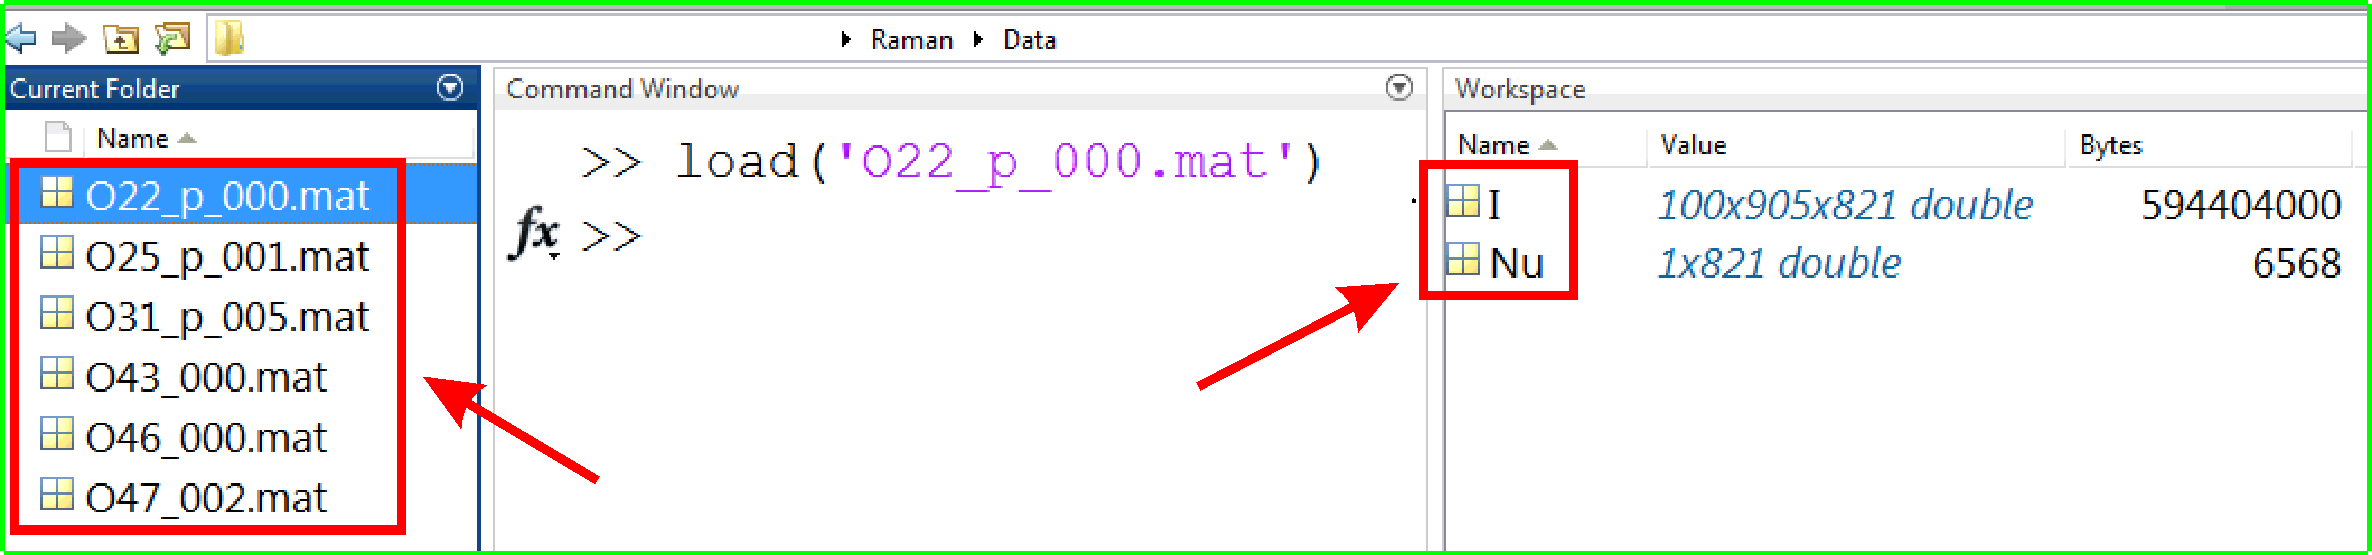 Raman Data
Current Folder
Name
O22_p_000.mat
O25_p_001.mat
O31_p_005.mat
O43_000.mat
O46_000.mat
O47_002.mat
Command Window
>> load('O22_p_000.mat')
fx >>
Workspace
Name Value Bytes
I 100x905x821 double 594404000
Nu 1x821 double 6568